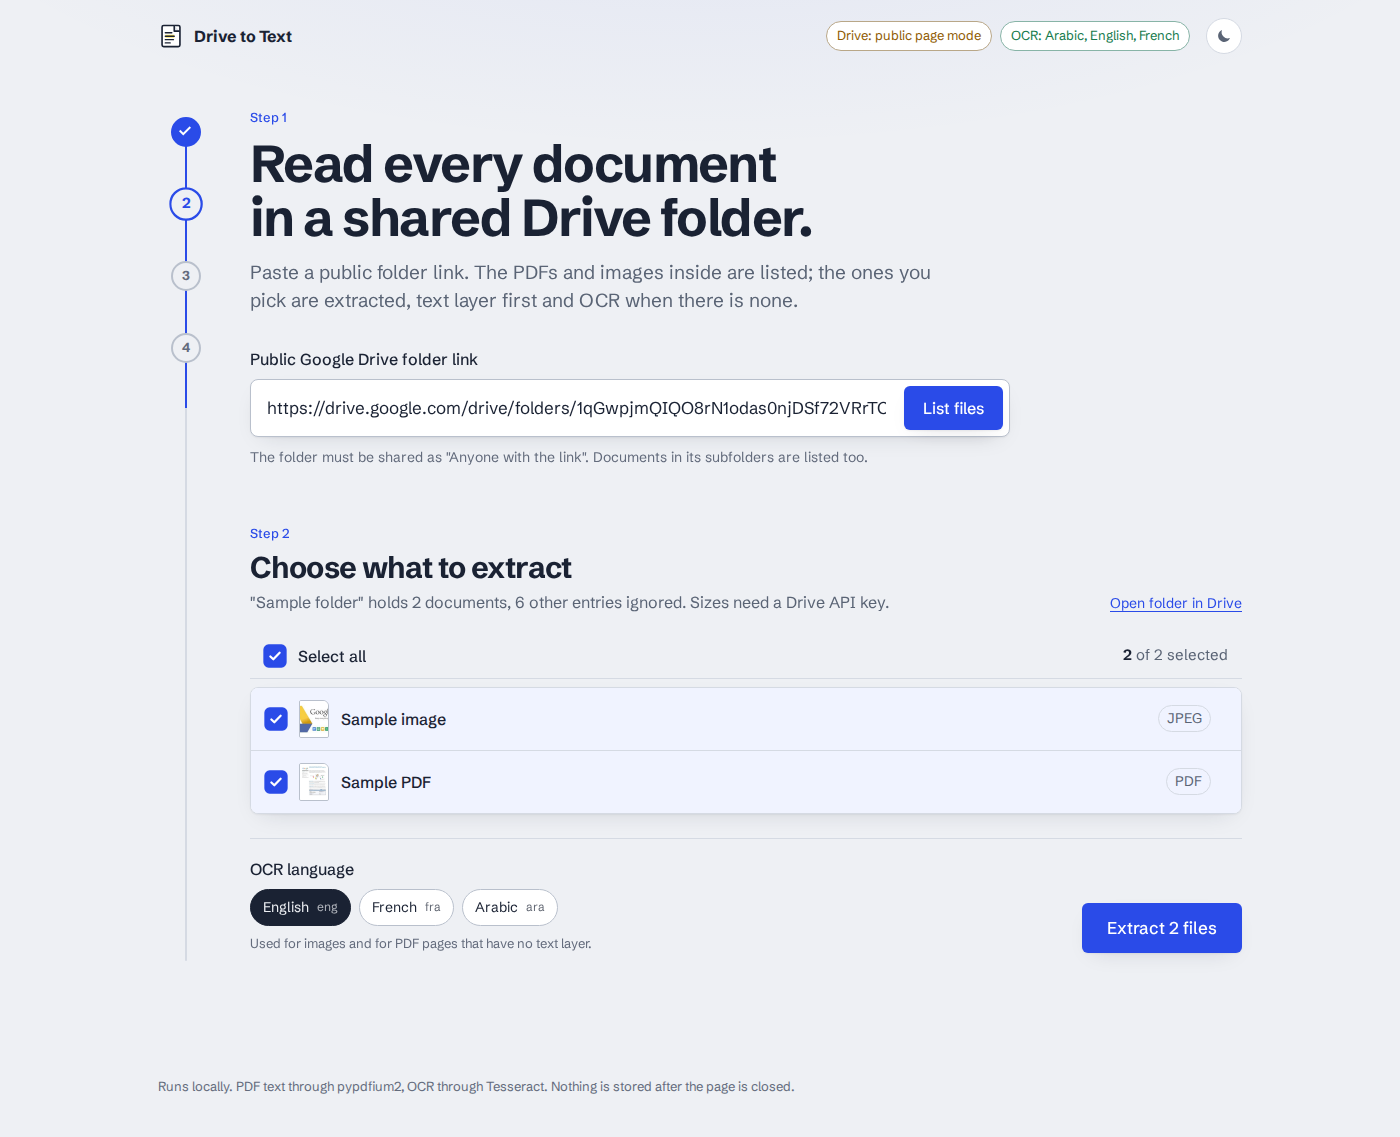 Drive to Text
Drive: public page mode
OCR: Arabic, English, French
Step 1
Read every document
in a shared Drive folder.
2
3
4
Paste a public folder link. The PDFs and images inside are listed; the ones you
pick are extracted, text layer first and OCR when there is none.
Public Google Drive folder link
https://drive.google.com/drive/folders/1qGwpjmQIQO8rN1odas0njDSf72VRrTC
List files
The folder must be shared as "Anyone with the link". Documents in its subfolders are listed too.
Step 2
Choose what to extract
"Sample folder" holds 2 documents, 6 other entries ignored. Sizes need a Drive API key.
Open folder in Drive
Select all
2 of 2 selected
Sample image
JPEG
Sample PDF
PDF
OCR language
English eng
French fra
Arabic ara
Used for images and for PDF pages that have no text layer.
Extract 2 files
Runs locally. PDF text through pypdfium2, OCR through Tesseract. Nothing is stored after the page is closed.